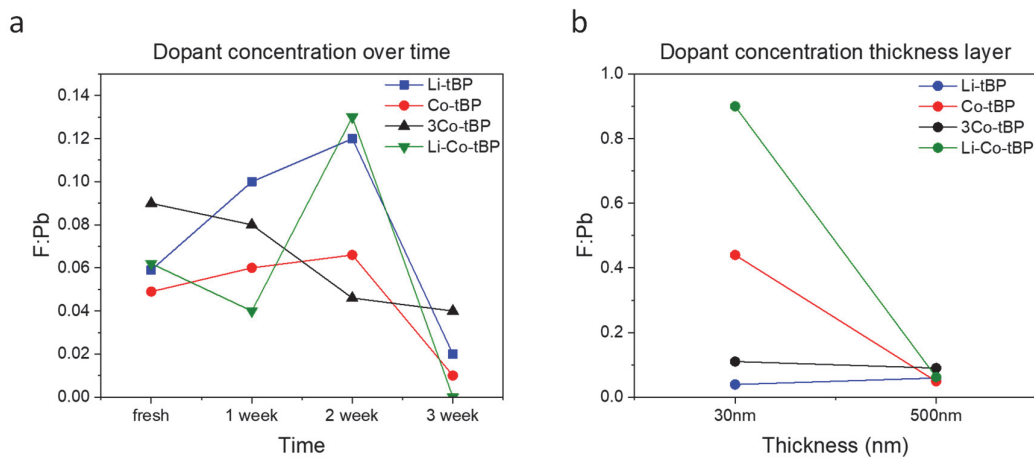 a
Dopant concentration over time
Li-tBP
Co-tBP
3Co-tBP
Li-Co-tBP
0.14
0.12
0.10
0.08
0.06
0.04
0.02
0.00
F:Pb
fresh 1 week 2 week 3 week
Time
b
Dopant concentration thickness layer
Li-tBP
Co-tBP
3Co-tBP
Li-Co-tBP
1.0
0.8
0.6
0.4
0.2
0.0
F:Pb
30nm 500nm
Thickness (nm)